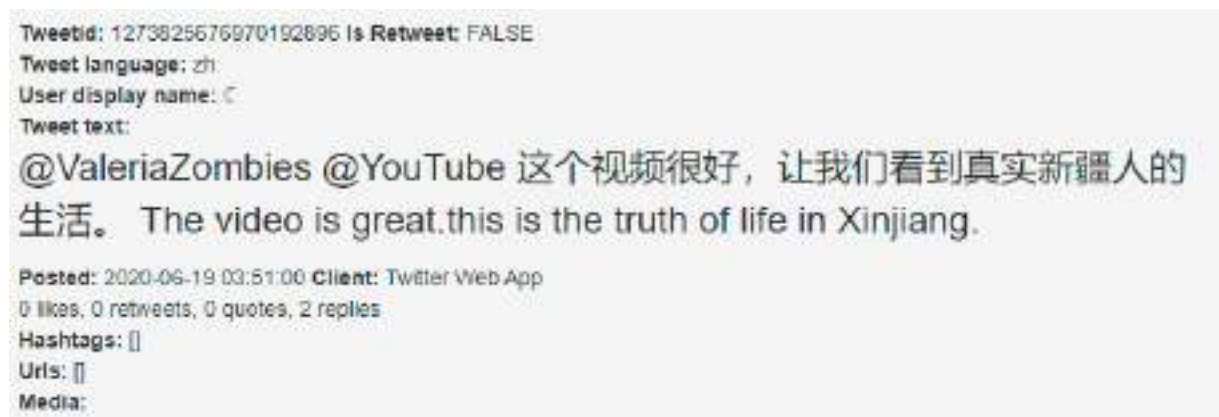 Tweetid: 1273825676970192896 Is Retweet: FALSE
Tweet language: zh
User display name: C
Tweet text:
@ValeriaZombies @YouTube 这个视频很好，让我们看到真实新疆人的
生活。 The video is great.this is the truth of life in Xinjiang.
Posted: 2020-06-19 03:51:00 Client: Twitter Web App
0 likes, 0 retweets, 0 quotes, 2 replies
Hashtags: []
Urls: []
Media: